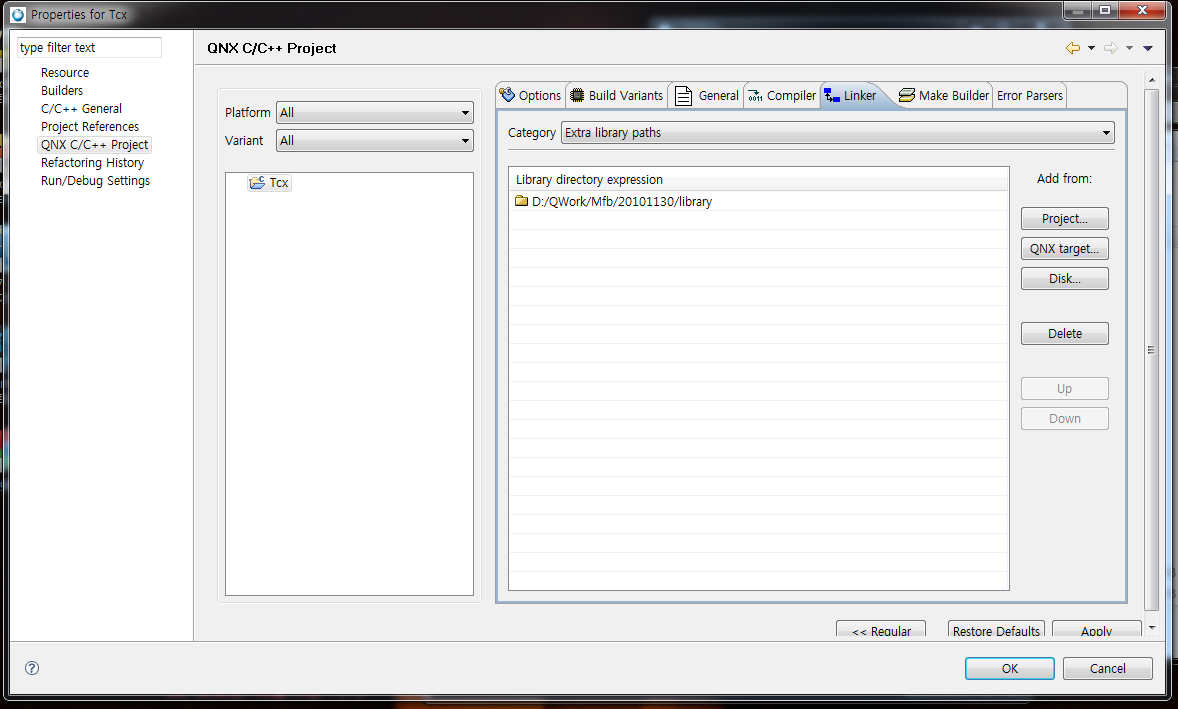 Properties for Tcx
type filter text
Resource
Builders
C/C++ General
Project References
QNX C/C++ Project
Refactoring History
Run/Debug Settings
QNX C/C++ Project
Platform All
Variant All
Tcx
Options Build Variants General Compiler Linker Make Builder Error Parsers
Category Extra library paths
Library directory expression
D:/QWork/Mfb/20101130/library
Add from:
Project...
QNX target...
Disk...
Delete
Up
Down
<< Regular Restore Defaults Apply
OK Cancel